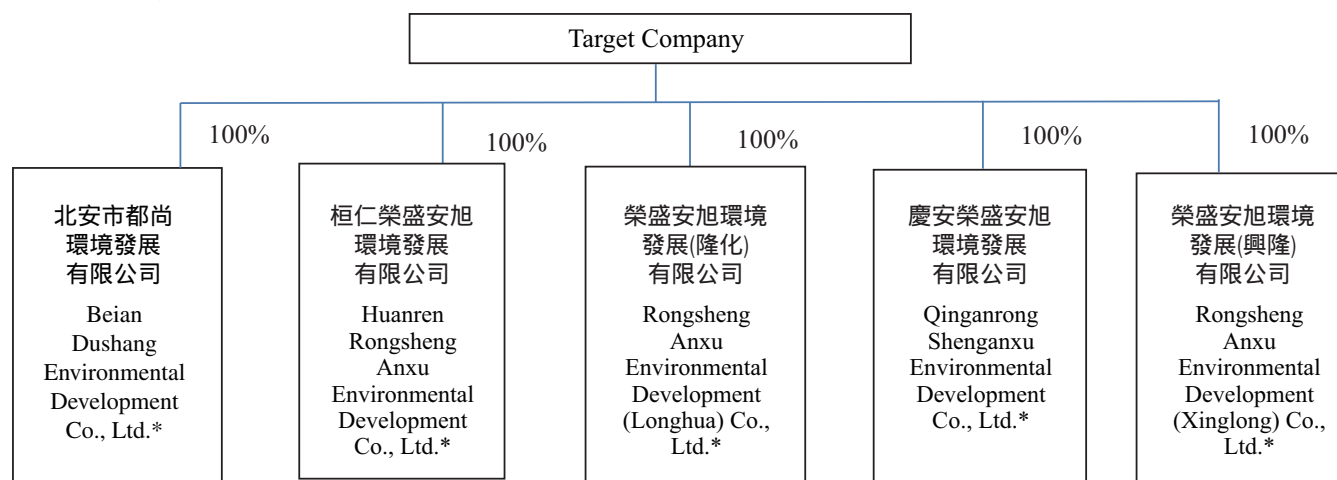 Target Company
100%
100%
100%
100%
100%
北安市都尚
環境發展
有限公司
Beian
Dushang
Environmental
Development
Co., Ltd.*
桓仁榮盛安旭
環境發展
有限公司
Huanren
Rongsheng
Anxu
Environmental
Development
Co., Ltd.*
榮盛安旭環境
發展(隆化)
有限公司
Rongsheng
Anxu
Environmental
Development
(Longhua) Co.,
Ltd.*
慶安榮盛安旭
環境發展
有限公司
Qinganrong
Shenganxu
Environmental
Development
Co., Ltd.*
榮盛安旭環境
發展(興隆)
有限公司
Rongsheng
Anxu
Environmental
Development
(Xinglong) Co.,
Ltd.*